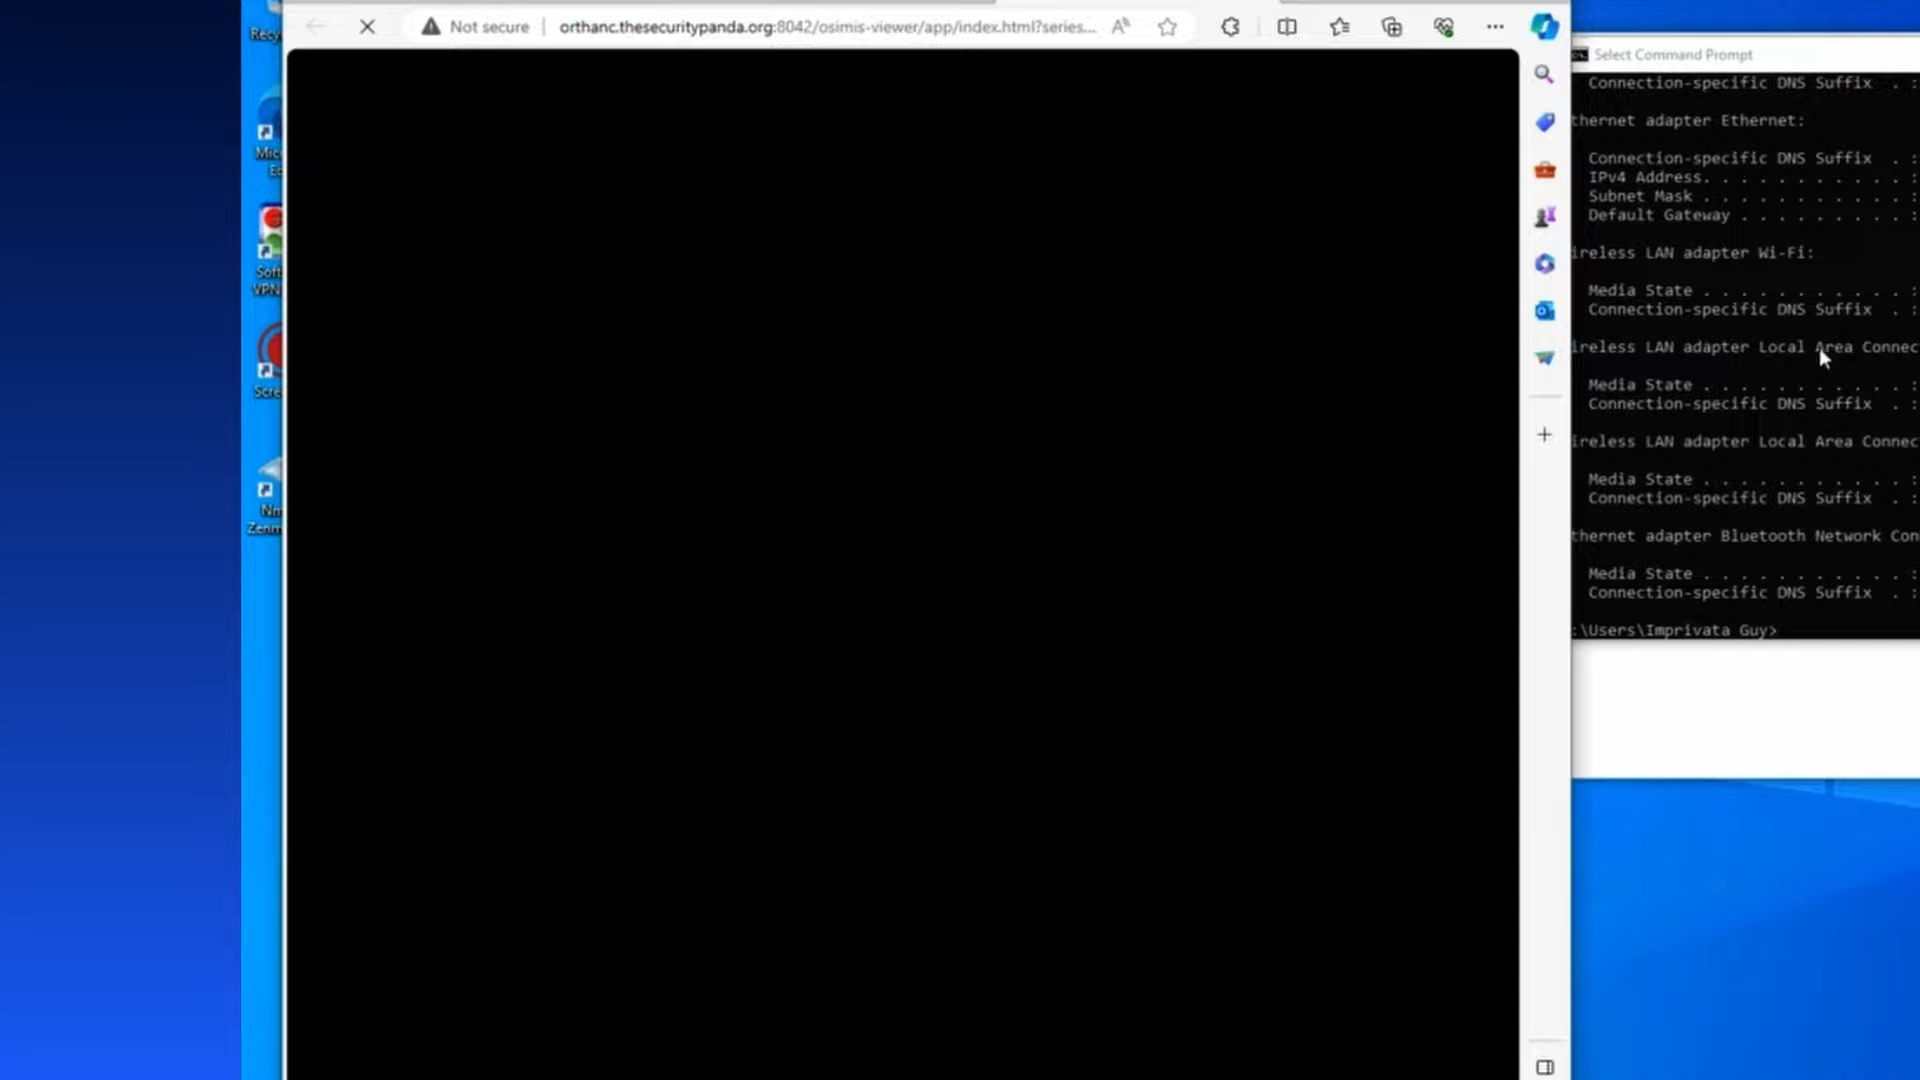 Recy
Not secure
orthanc.thesecuritypanda.org:8042/osimis-viewer/app/index.html?series...
Mic
Soft
VPN
Scre
Nm
Zenm
Select Command Prompt
Connection-specific DNS Suffix . :
thernet adapter Ethernet:
Connection-specific DNS Suffix . :
IPv4 Address. . . . . . . . . . . :
Subnet Mask . . . . . . . . . . . :
Default Gateway . . . . . . . . . :
ireless LAN adapter Wi-Fi:
Media State . . . . . . . . . . . :
Connection-specific DNS Suffix . :
ireless LAN adapter Local Area Connec
Media State . . . . . . . . . . . :
Connection-specific DNS Suffix . :
ireless LAN adapter Local Area Connec
Media State . . . . . . . . . . . :
Connection-specific DNS Suffix . :
thernet adapter Bluetooth Network Con
Media State . . . . . . . . . . . :
Connection-specific DNS Suffix . :
:\Users\Imprivata Guy>